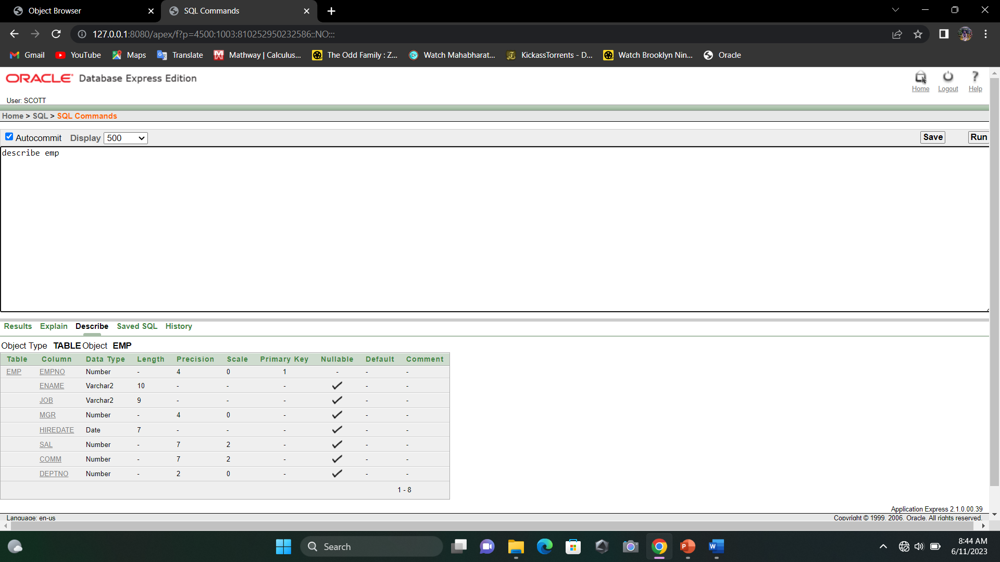 Object Browser
SQL Commands
127.0.0.1:8080/apex/f?p=4500:1003:810252950232586::NO:::
Gmail YouTube Maps Translate Mathway | Calculus... The Odd Family : Z... Watch Mahabharat... KickassTorrents - D... Watch Brooklyn Nin... Oracle
ORACLE Database Express Edition
Home Logout Help
User: SCOTT
Home > SQL > SQL Commands
Autocommit Display 500 Save Run
describe emp
Results Explain Describe Saved SQL History
Object Type TABLE Object EMP
Table Column Data Type Length Precision Scale Primary Key Nullable Default Comment
EMP EMPNO Number - 4 0 1 - - -
ENAME Varchar2 10 - - - - -
JOB Varchar2 9 - - - - -
MGR Number - 4 0 - - -
HIREDATE Date 7 - - - - -
SAL Number - 7 2 - - -
COMM Number - 7 2 - - -
DEPTNO Number - 2 0 - - -
1 - 8
Application Express 2.1.0.00.39
Language: en-us Copyright © 1999, 2006, Oracle. All rights reserved.
Search
8:44 AM
6/11/2023